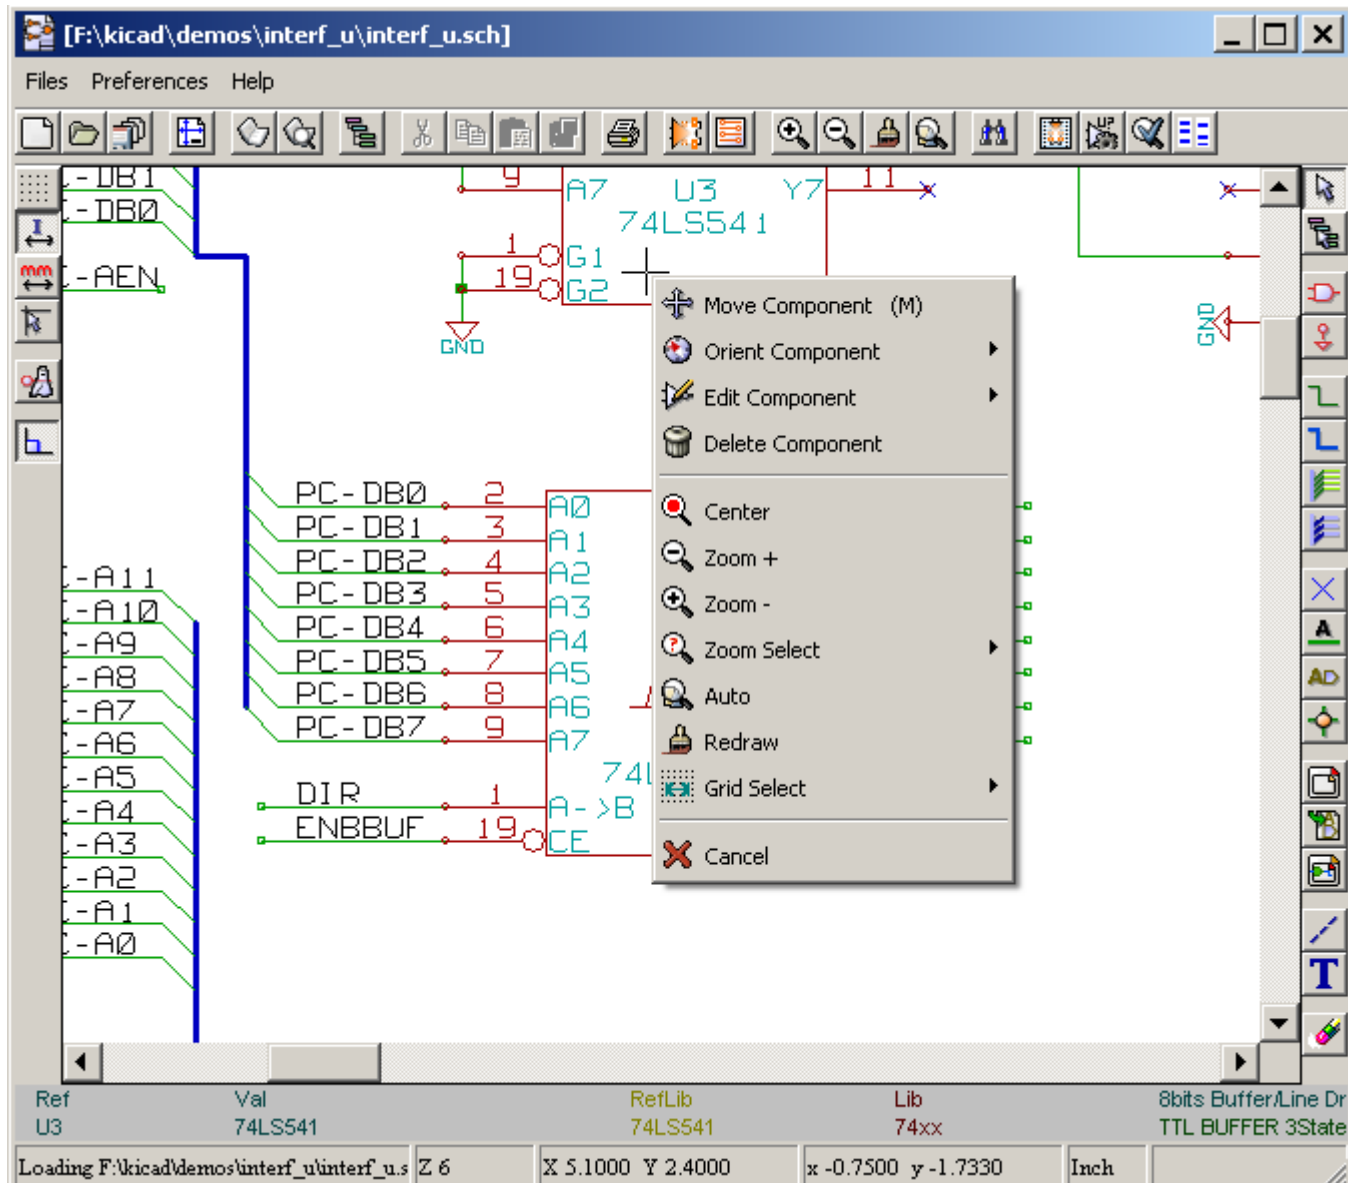 [F:\kicad\demos\interf_u\interf_u.sch]
Files Preferences Help
-DB1
-DB0
-AEN
9 A7 U3 Y7 11
74LS541
1 G1
19 G2
GND
GND
Move Component (M)
Orient Component
Edit Component
Delete Component
Center
Zoom +
Zoom -
Zoom Select
Auto
Redraw
Grid Select
Cancel
PC-DB0 2 A0
PC-DB1 3 A1
PC-DB2 4 A2
PC-DB3 5 A3
PC-DB4 6 A4
PC-DB5 7 A5
PC-DB6 8 A6
PC-DB7 9 A7
74L
DIR 1 A->B
ENBBUF 19 CE
C-A11
C-A10
C-A9
C-A8
C-A7
C-A6
C-A5
C-A4
C-A3
C-A2
C-A1
C-A0
I
mm
A
AD
T
Ref Val RefLib Lib 8bits Buffer/Line Dr
U3 74LS541 74LS541 74xx TTL BUFFER 3State
Loading F:\kicad\demos\interf_u\interf_u.s Z 6 X 5.1000 Y 2.4000 x -0.7500 y -1.7330 Inch